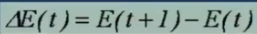 ΔE(t) = E(t+1)−E(t)